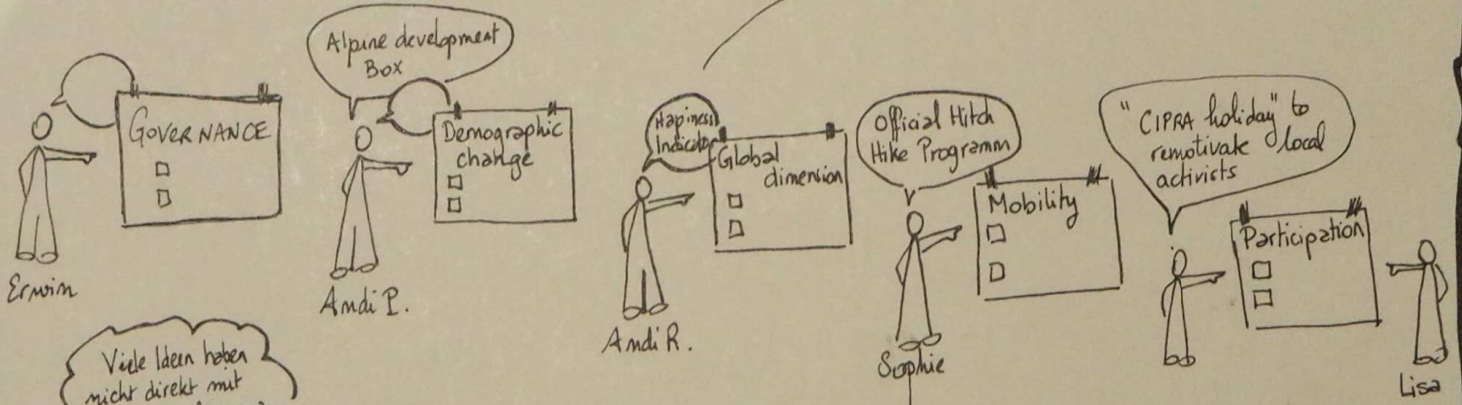 GOVERNANCE
Erwin
Alpine development
Box
Demographic
change
Andi P.
Hapiness
Indicator
Global
dimension
Andi R.
Official Hitch
Hike Programm
Mobility
Sophie
"CIPRA holiday" to
remotivate local
activists
Participation
Lisa
Viele Ideen haben
nicht direkt mit